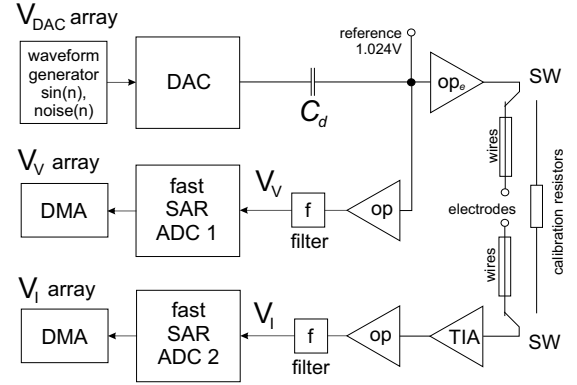 V_DAC array
waveform
generator
sin(n),
noise(n)
DAC
C_d
reference
1.024V
op_e
SW
wires
electrodes
wires
calibration resistors
SW
V_V array
DMA
fast
SAR
ADC 1
V_V
f
filter
op
V_I array
DMA
fast
SAR
ADC 2
V_I
f
filter
op
TIA